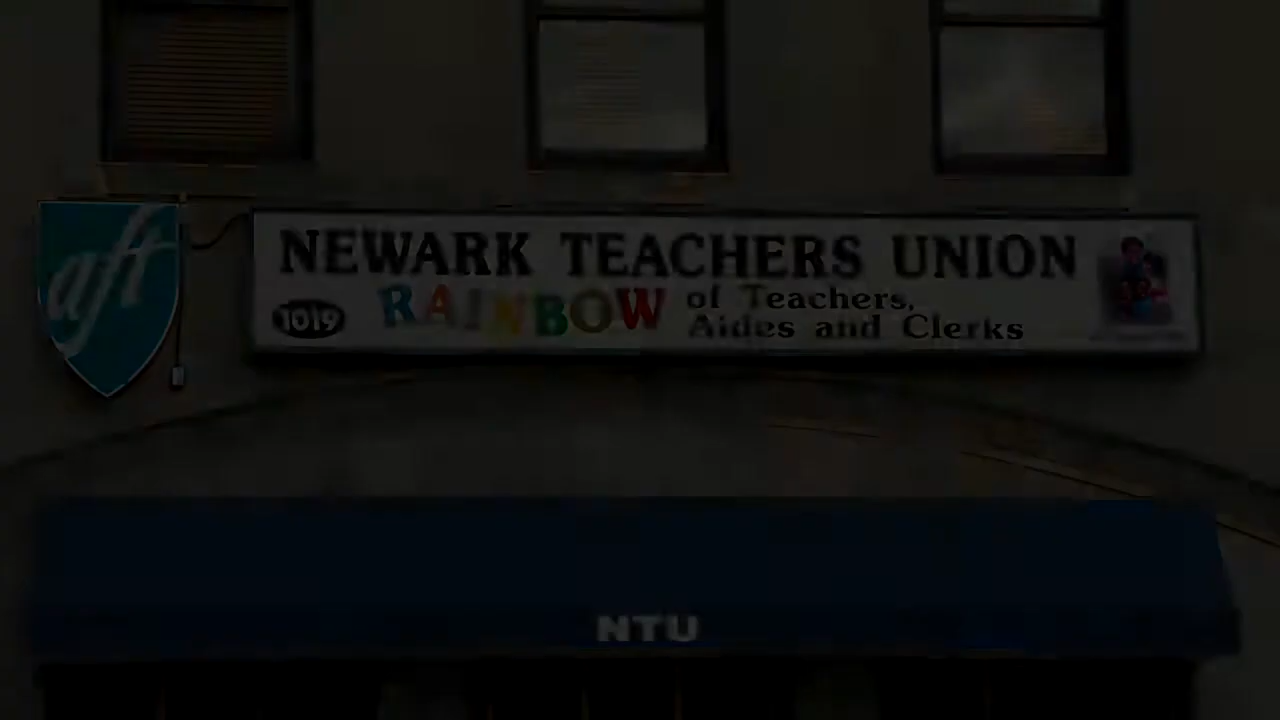 aft
NEWARK TEACHERS UNION
1019
RAINBOW of Teachers,
Aides and Clerks
NTU